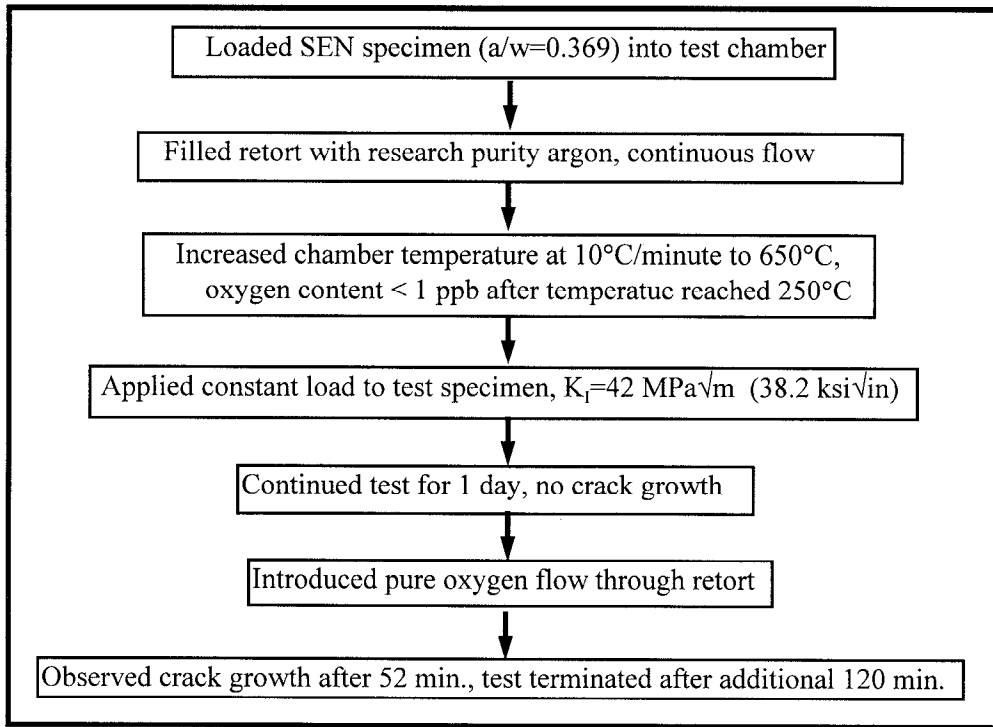 Loaded SEN specimen (a/w=0.369) into test chamber
Filled retort with research purity argon, continuous flow
Increased chamber temperature at 10°C/minute to 650°C,
oxygen content < 1 ppb after temperatuc reached 250°C
Applied constant load to test specimen, K_I=42 MPa√m (38.2 ksi√in)
Continued test for 1 day, no crack growth
Introduced pure oxygen flow through retort
Observed crack growth after 52 min., test terminated after additional 120 min.